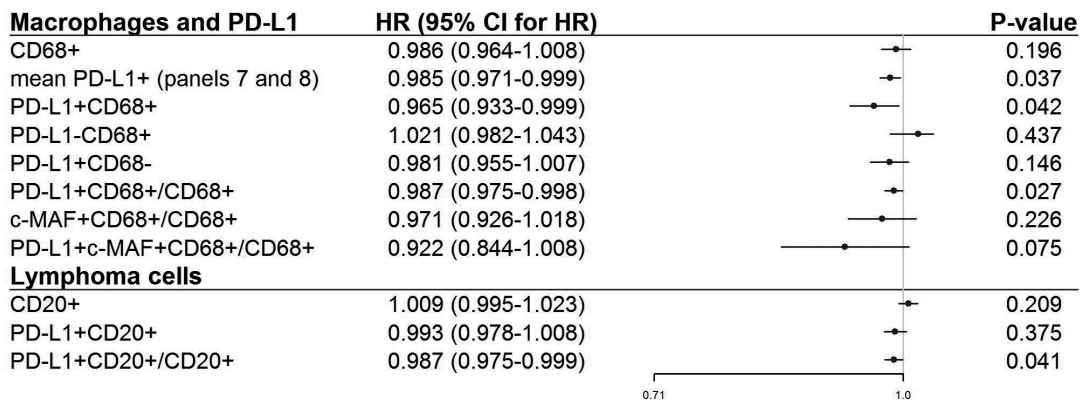 Macrophages and PD-L1 HR (95% CI for HR) P-value
CD68+ 0.986 (0.964-1.008) 0.196
mean PD-L1+ (panels 7 and 8) 0.985 (0.971-0.999) 0.037
PD-L1+CD68+ 0.965 (0.933-0.999) 0.042
PD-L1-CD68+ 1.021 (0.982-1.043) 0.437
PD-L1+CD68- 0.981 (0.955-1.007) 0.146
PD-L1+CD68+/CD68+ 0.987 (0.975-0.998) 0.027
c-MAF+CD68+/CD68+ 0.971 (0.926-1.018) 0.226
PD-L1+c-MAF+CD68+/CD68+ 0.922 (0.844-1.008) 0.075
Lymphoma cells
CD20+ 1.009 (0.995-1.023) 0.209
PD-L1+CD20+ 0.993 (0.978-1.008) 0.375
PD-L1+CD20+/CD20+ 0.987 (0.975-0.999) 0.041
0.71 1.0